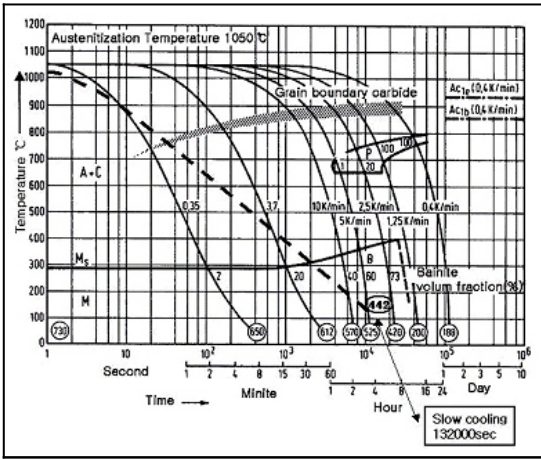 1200
Austenitization Temperature 1050 ℃
1100
Grain boundary carbide
Ac1e(0,4K/min)
1000
Ac1b(0,4K/min)
900
800
100
100
P
700
1
20
A+C
600
0,35
3,7
10K/min
2,5K/min
0,4K/min
500
5K/min
1,25K/min
400
Ms
B
300
2
20
40
60
73
Bainite
volum fraction(%)
200
M
442
100
730
650
612
570
525
420
200
188
0
Temperature ℃
1
10
10²
10³
10⁴
10⁵
10⁶
Second
1 2 4 8 15 30 60
1 2 3 5 10
Minite
1 2 4 8 16 24
Day
Time
Hour
Slow cooling
132000sec